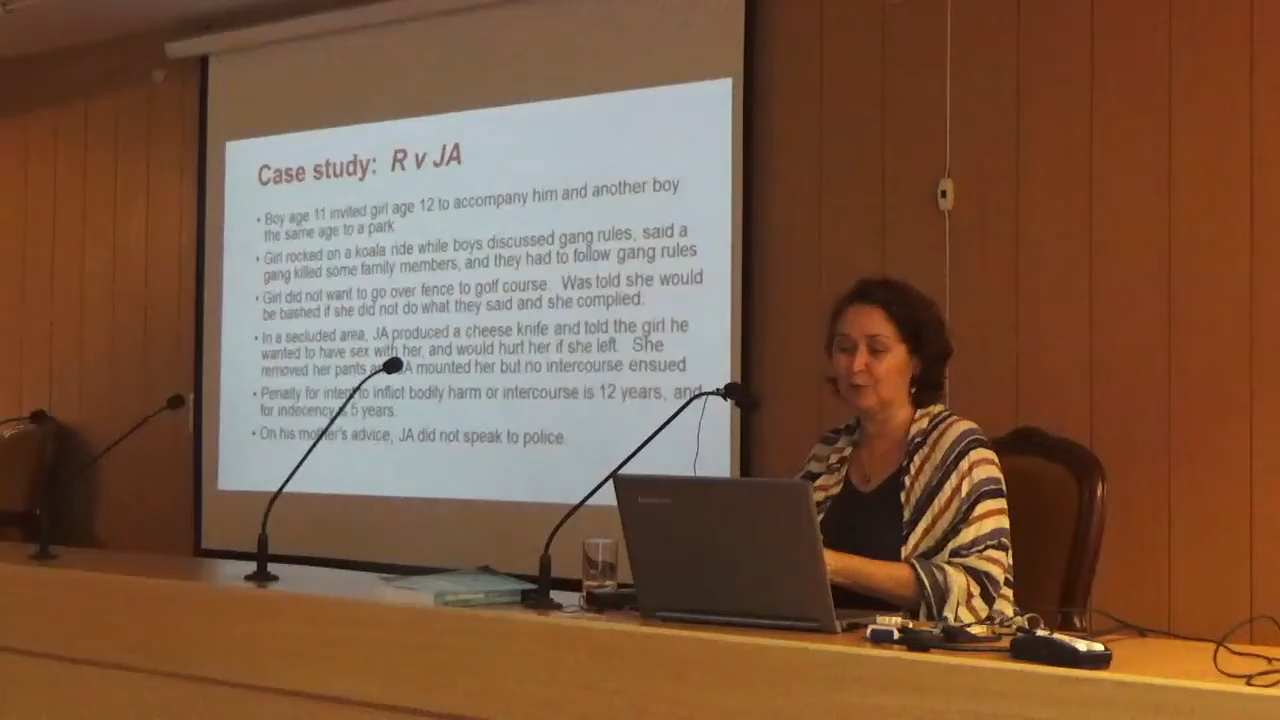 Case study: R v JA
• Boy age 11 invited girl age 12 to accompany him and another boy
the same age to a park
• Girl rocked on a koala ride while boys discussed gang rules, said a
gang killed some family members, and they had to follow gang rules
• Girl did not want to go over fence to golf course. Was told she would
be bashed if she did not do what they said and she complied.
• In a secluded area, JA produced a cheese knife and told the girl he
wanted to have sex with her, and would hurt her if she left. She
removed her pants JA mounted her but no intercourse ensued
• Penalty for intent to inflict bodily harm or intercourse is 12 years, and
for indecency 5 years.
• On his mother's advice, JA did not speak to police.